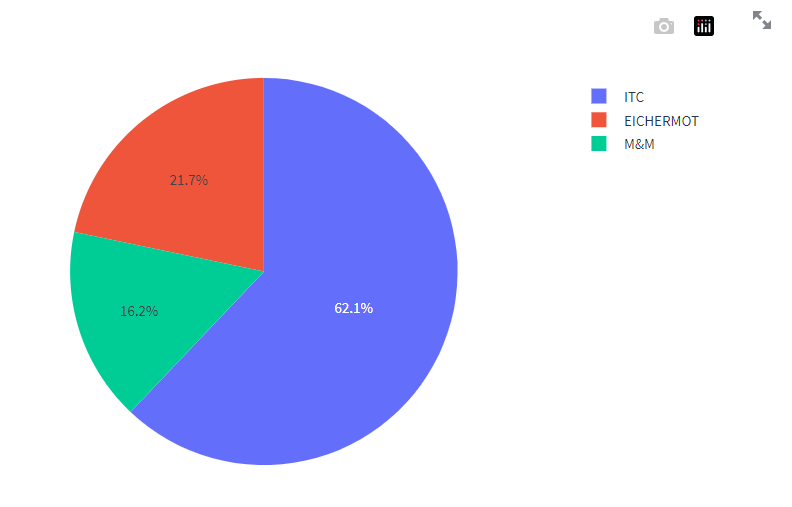 ITC
EICHERMOT
M&M
21.7%
16.2%
62.1%